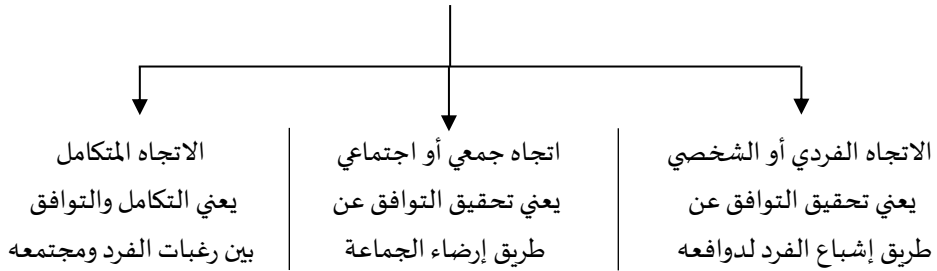 الاتجاه الفردي أو الشخصي
يعني تحقيق التوافق عن
طريق إشباع الفرد لدوافعه
اتجاه جمعي أو اجتماعي
يعني تحقيق التوافق عن
طريق إرضاء الجماعة
الاتجاه المتكامل
يعني التكامل والتوافق
بين رغبات الفرد ومجتمعه